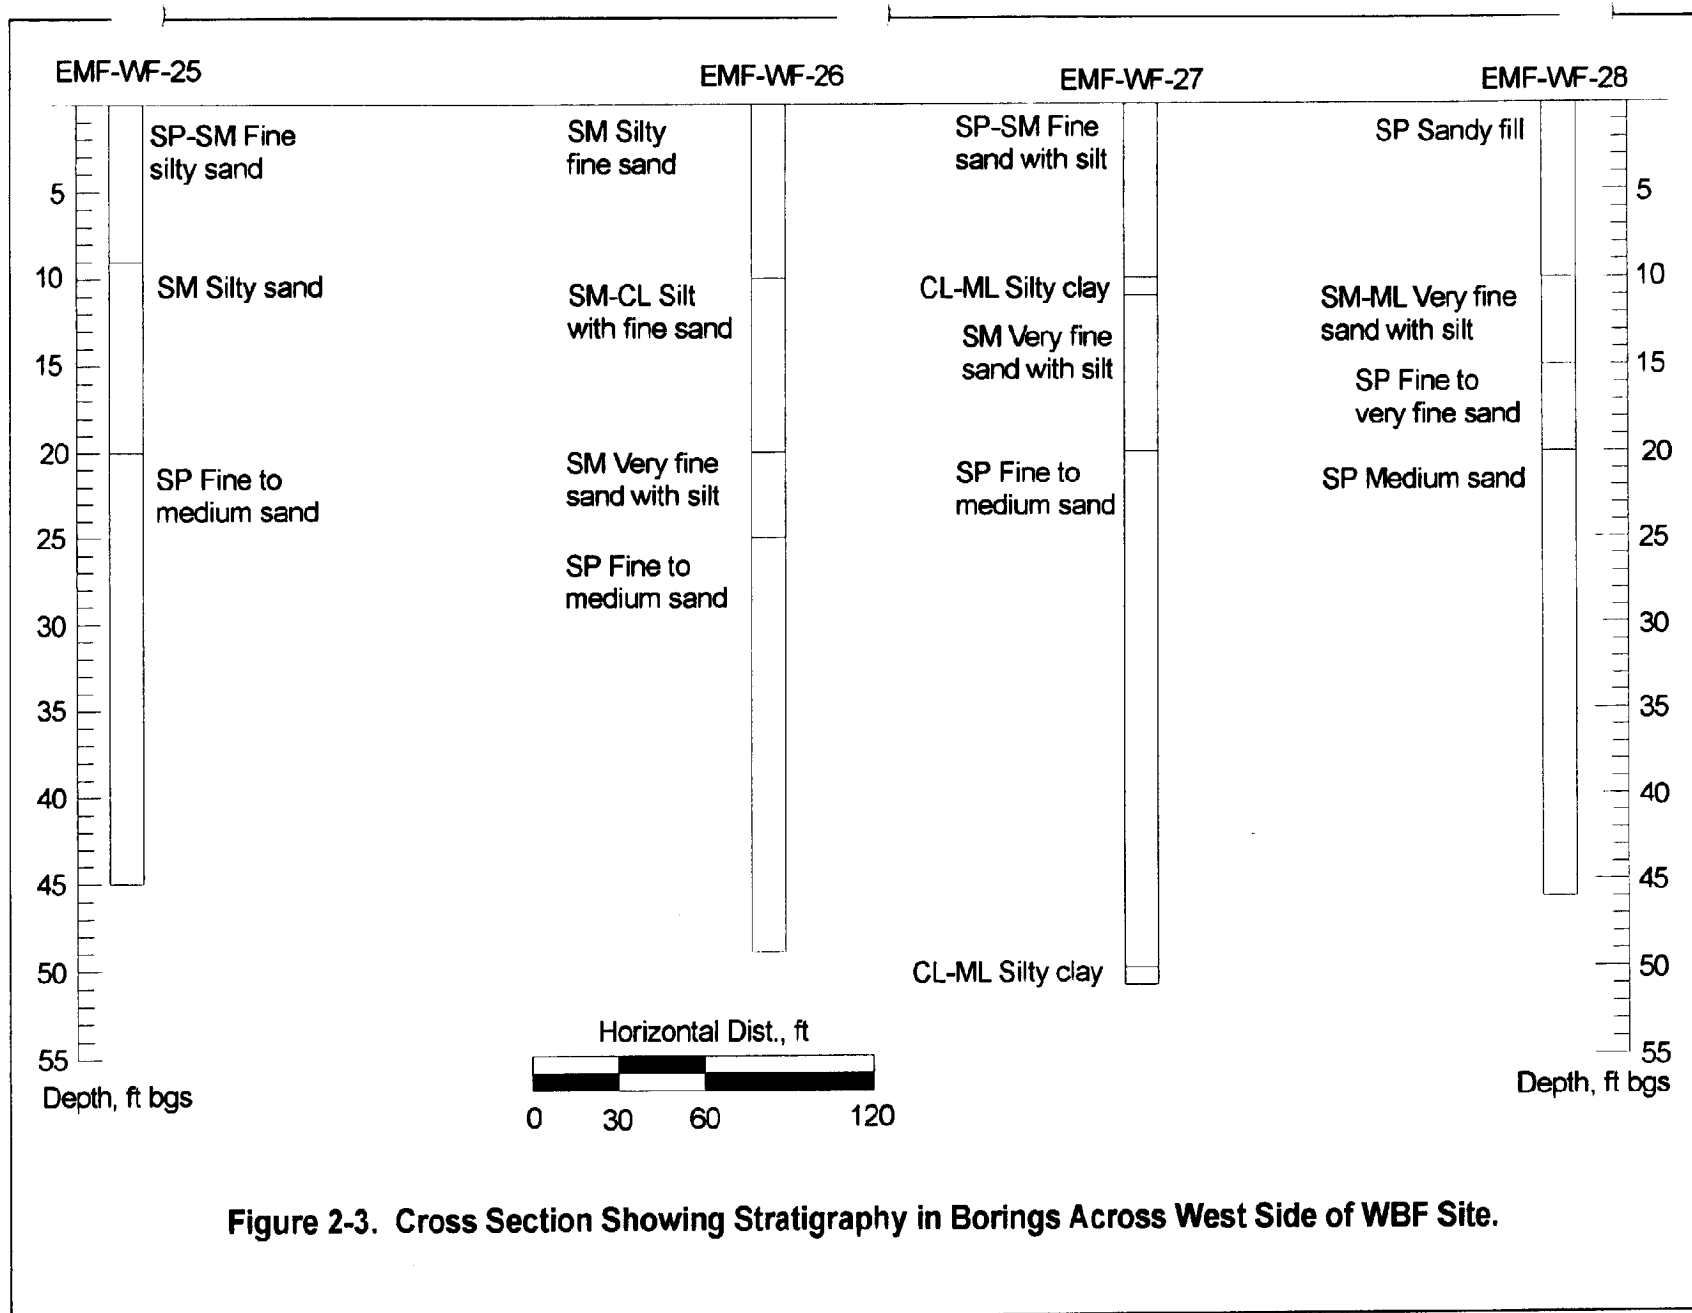 EMF-WF-25
EMF-WF-26
EMF-WF-27
EMF-WF-28
SP-SM Fine
silty sand
SM Silty sand
SP Fine to
medium sand
SM Silty
fine sand
SM-CL Silt
with fine sand
SM Very fine
sand with silt
SP Fine to
medium sand
SP-SM Fine
sand with silt
CL-ML Silty clay
SM Very fine
sand with silt
SP Fine to
medium sand
CL-ML Silty clay
SP Sandy fill
SM-ML Very fine
sand with silt
SP Fine to
very fine sand
SP Medium sand
5
10
15
20
25
30
35
40
45
50
55
Depth, ft bgs
5
10
15
20
25
30
35
40
45
50
55
Depth, ft bgs
Horizontal Dist., ft
0 30 60 120
Figure 2-3. Cross Section Showing Stratigraphy in Borings Across West Side of WBF Site.